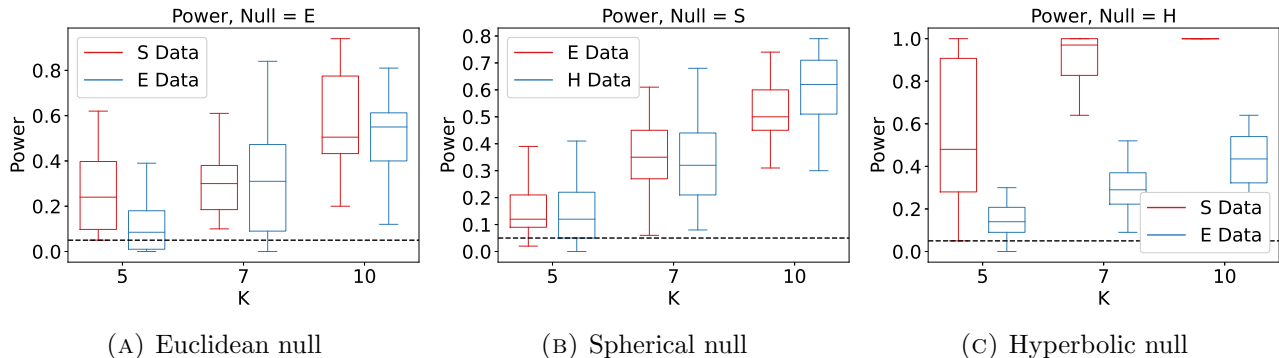 Power, Null = E
S Data
E Data
0.8
0.6
0.4
0.2
0.0
Power
5
7
10
K
(A) Euclidean null
Power, Null = S
E Data
H Data
0.8
0.7
0.6
0.5
0.4
0.3
0.2
0.1
0.0
Power
5
7
10
K
(B) Spherical null
Power, Null = H
1.0
0.8
0.6
0.4
0.2
0.0
Power
S Data
E Data
5
7
10
K
(C) Hyperbolic null